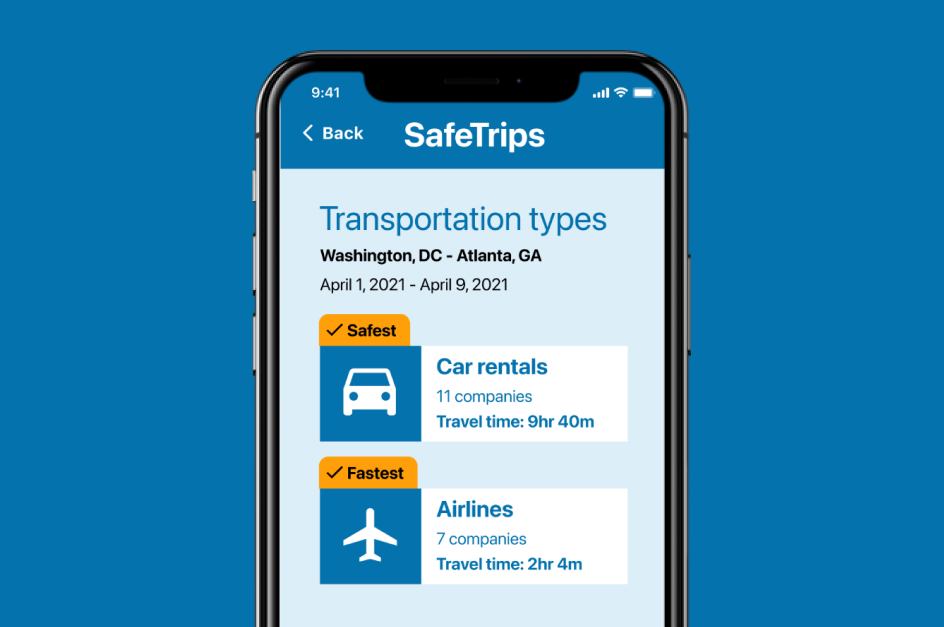 9:41
Back
SafeTrips
Transportation types
Washington, DC - Atlanta, GA
April 1, 2021 - April 9, 2021
Safest
Car rentals
11 companies
Travel time: 9hr 40m
Fastest
Airlines
7 companies
Travel time: 2hr 4m